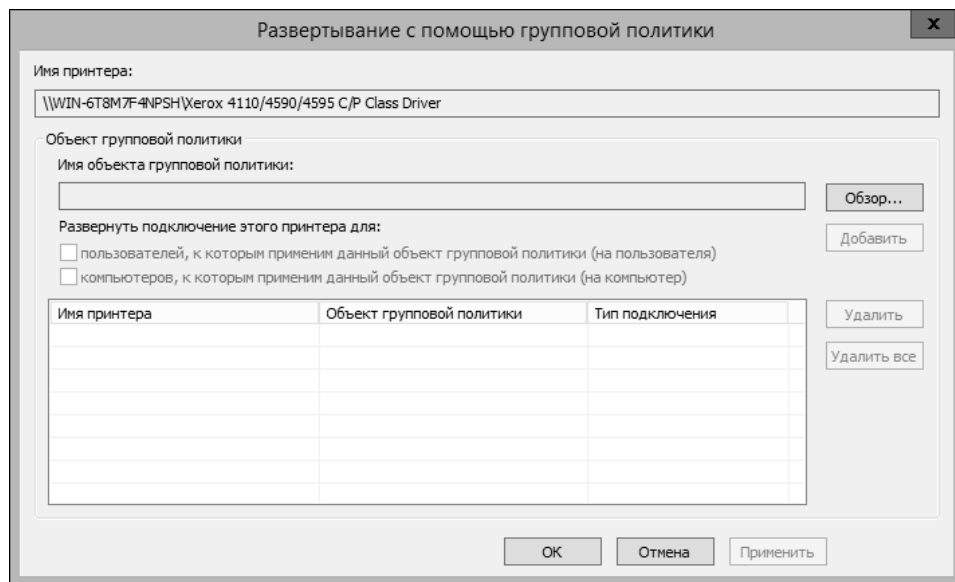 Развертывание с помощью групповой политики
x
Имя принтера:
\\WIN-6T8M7F4NPSH\Xerox 4110/4590/4595 C/P Class Driver
Объект групповой политики
Имя объекта групповой политики:
Обзор...
Развернуть подключение этого принтера для:
Добавить
пользователей, к которым применим данный объект групповой политики (на пользователя)
компьютеров, к которым применим данный объект групповой политики (на компьютер)
Имя принтера Объект групповой политики Тип подключения
Удалить
Удалить все
ОК Отмена Применить